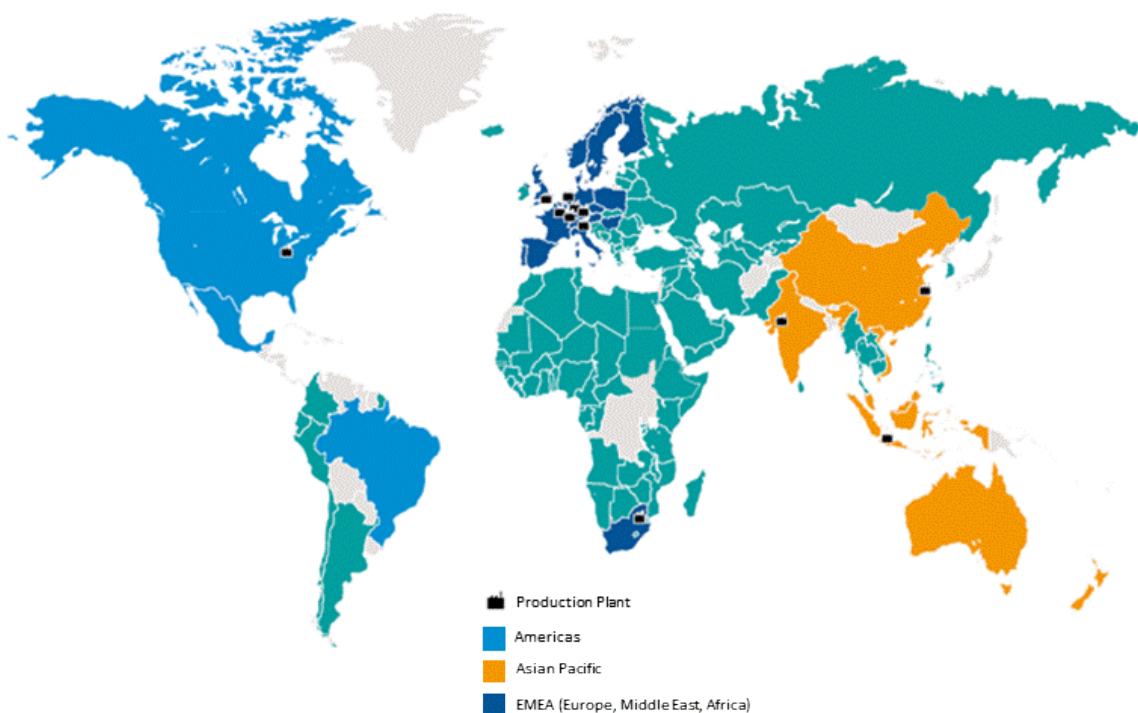 Production Plant
Americas
Asian Pacific
EMEA (Europe, Middle East, Africa)